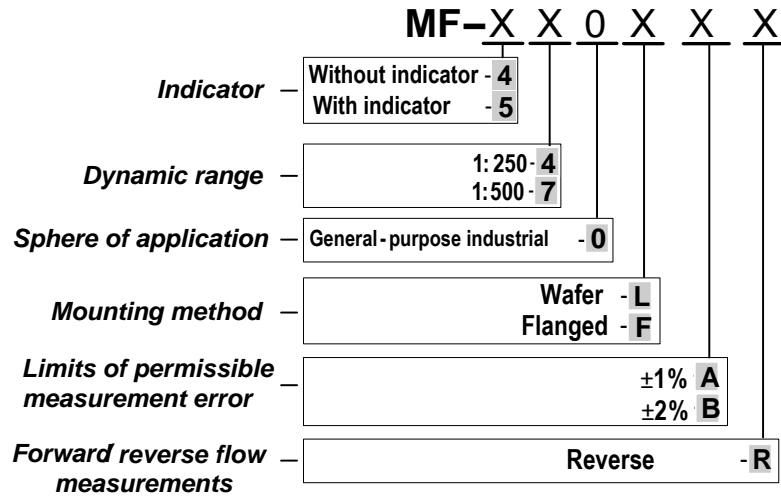 MF-XX0XXX
Indicator –
Without indicator - 4
With indicator - 5
Dynamic range –
1:250- 4
1:500 - 7
Sphere of application –
General-purpose industrial - 0
Mounting method –
Wafer - L
Flanged - F
Limits of permissible
measurement error –
±1% A
±2% B
Forward reverse flow
measurements –
Reverse - R